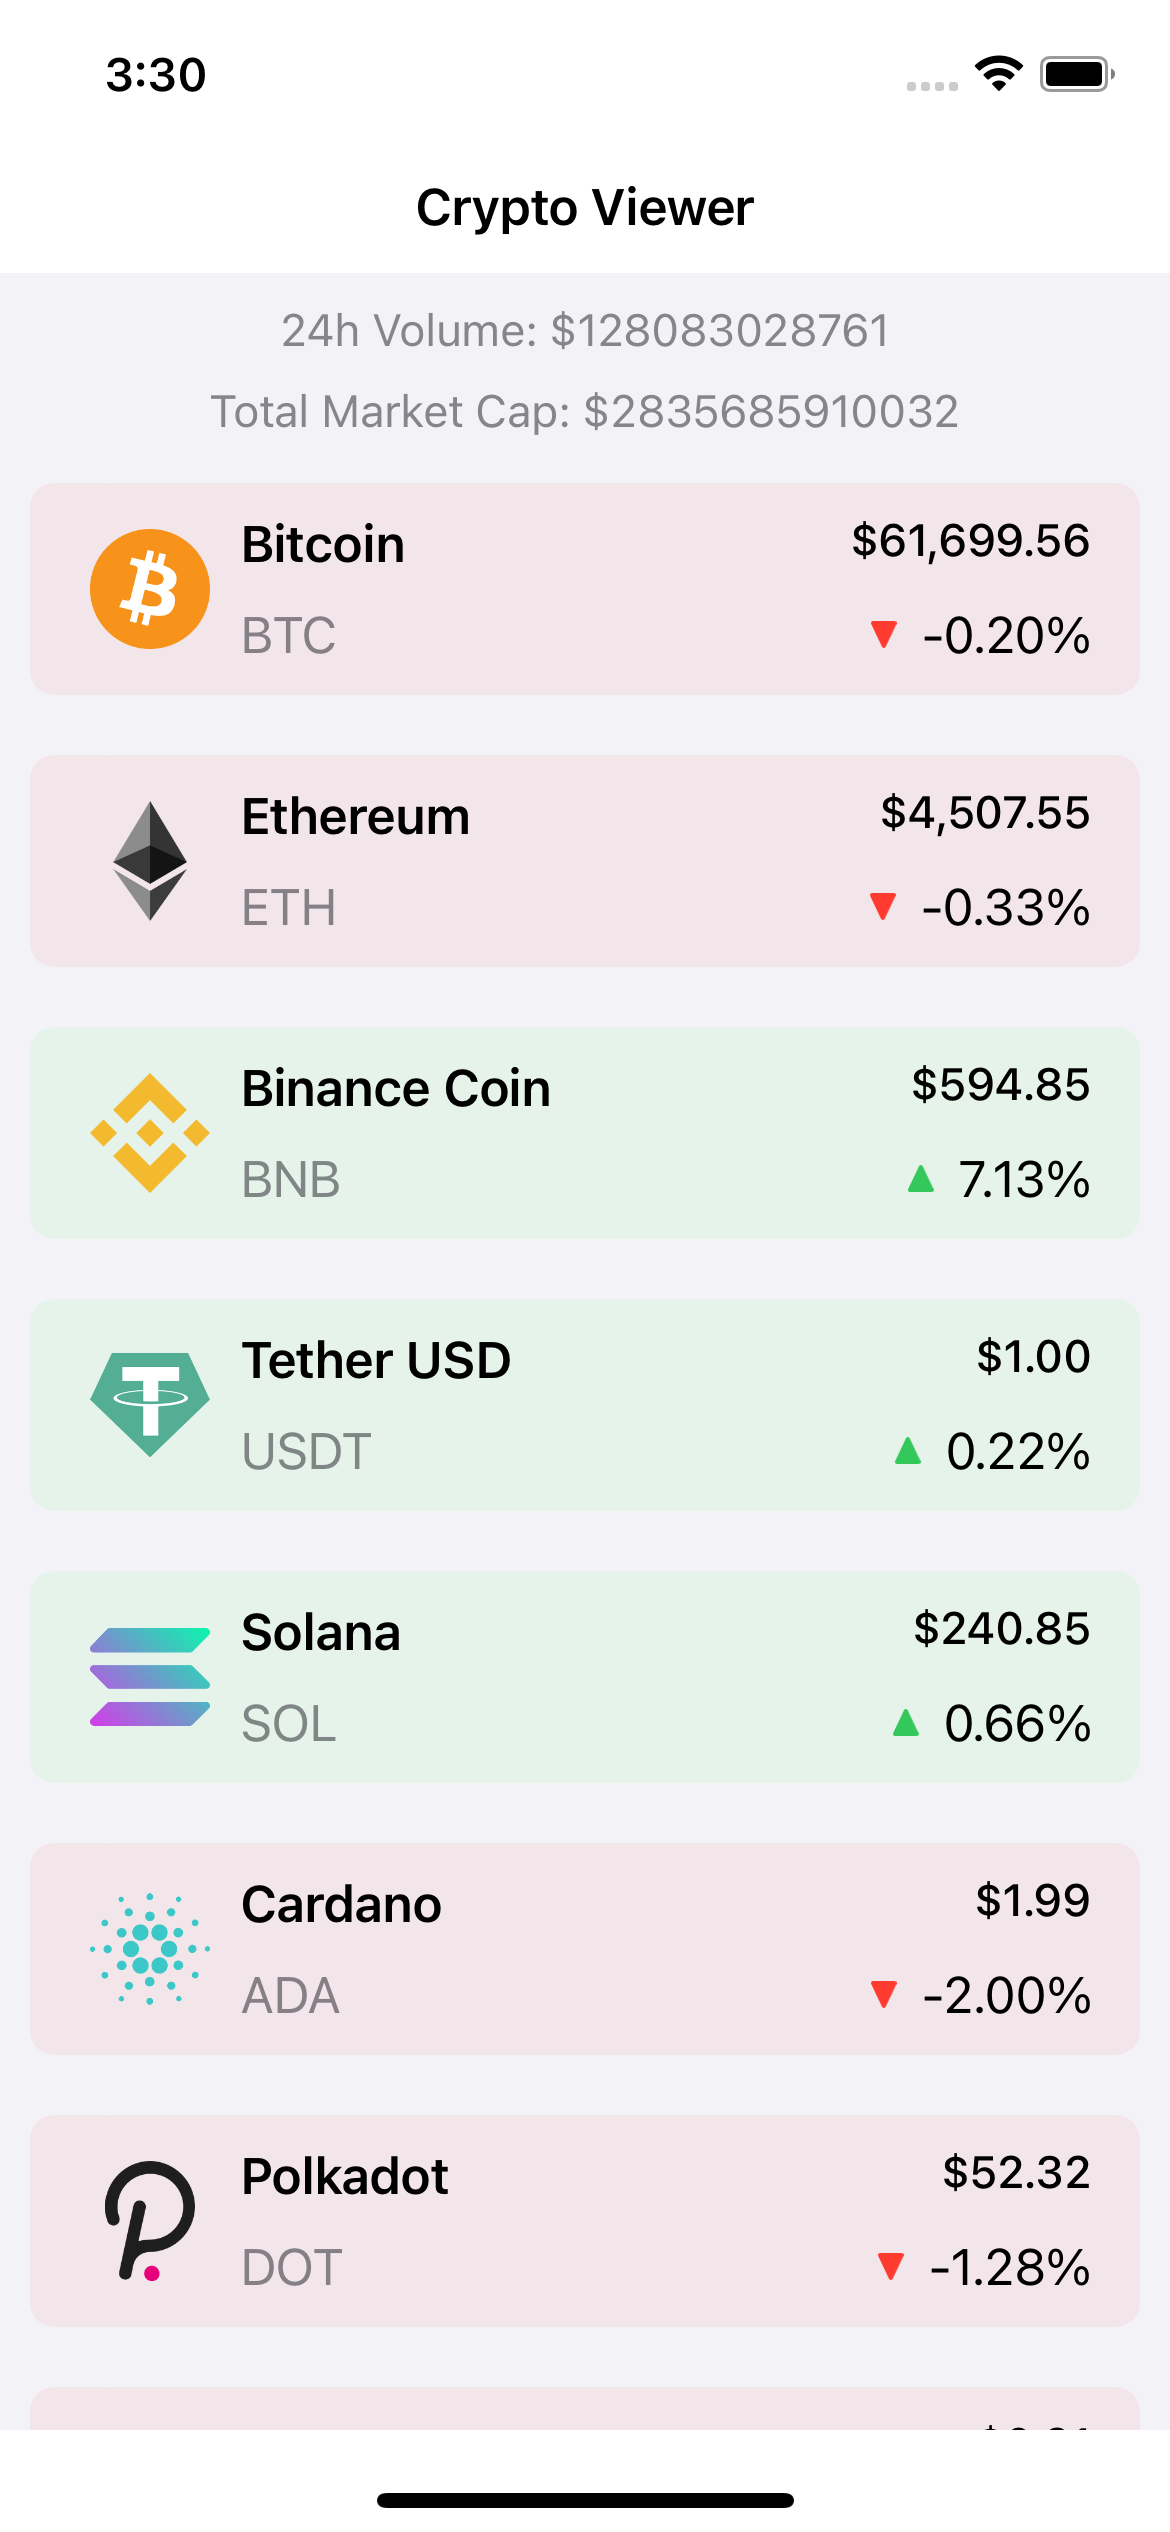 3:30
Crypto Viewer
24h Volume: $128083028761
Total Market Cap: $2835685910032
Bitcoin $61,699.56
BTC -0.20%
Ethereum $4,507.55
ETH -0.33%
Binance Coin $594.85
BNB 7.13%
Tether USD $1.00
USDT 0.22%
Solana $240.85
SOL 0.66%
Cardano $1.99
ADA -2.00%
Polkadot $52.32
DOT -1.28%